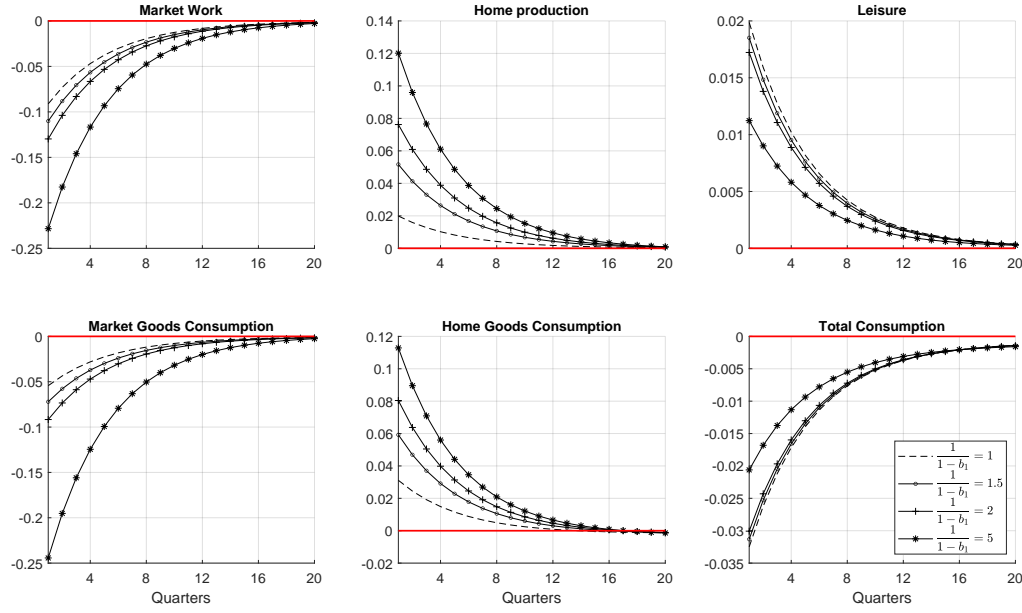 Market Work
0
-0.05
-0.1
-0.15
-0.2
-0.25
4 8 12 16 20
Home production
0.14
0.12
0.1
0.08
0.06
0.04
0.02
0
4 8 12 16 20
Leisure
0.02
0.015
0.01
0.005
0
4 8 12 16 20
Market Goods Consumption
0
-0.05
-0.1
-0.15
-0.2
-0.25
4 8 12 16 20
Quarters
Home Goods Consumption
0.12
0.1
0.08
0.06
0.04
0.02
0
-0.02
4 8 12 16 20
Quarters
Total Consumption
0
-0.005
-0.01
-0.015
-0.02
-0.025
-0.03
-0.035
1/(1 − b₁) = 1
1/(1 − b₁) = 1.5
1/(1 − b₁) = 2
1/(1 − b₁) = 5
4 8 12 16 20
Quarters